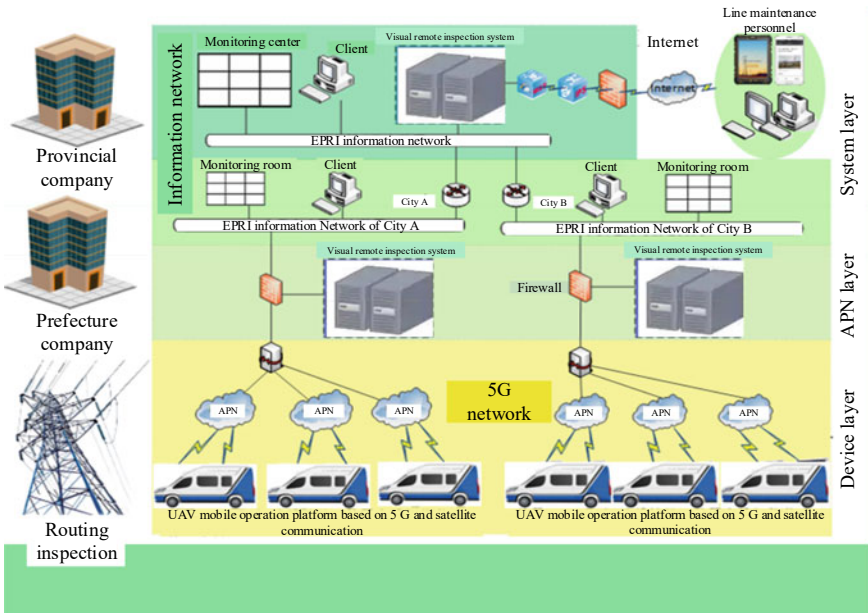 Line maintenance
personnel
Visual remote inspection system
Internet
Monitoring center
Client
Information network
Internet
System layer
EPRI information network
Provincial
company
Monitoring room
Client
Client
Monitoring room
City A
City B
EPRI information Network of City A
EPRI information Network of City B
Visual remote inspection system
Visual remote inspection system
Firewall
APN layer
Prefecture
company
5G
network
APN
APN
APN
APN
APN
APN
Device layer
Routing
inspection
UAV mobile operation platform based on 5 G and satellite
communication
UAV mobile operation platform based on 5 G and satellite
communication